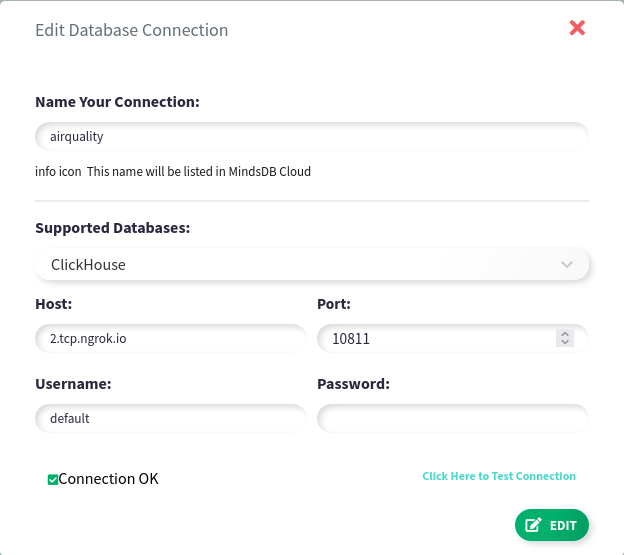 Edit Database Connection
Name Your Connection:
airquality
info icon This name will be listed in MindsDB Cloud
Supported Databases:
ClickHouse
Host:
Port:
2.tcp.ngrok.io
10811
Username:
Password:
default
Connection OK
Click Here to Test Connection
EDIT